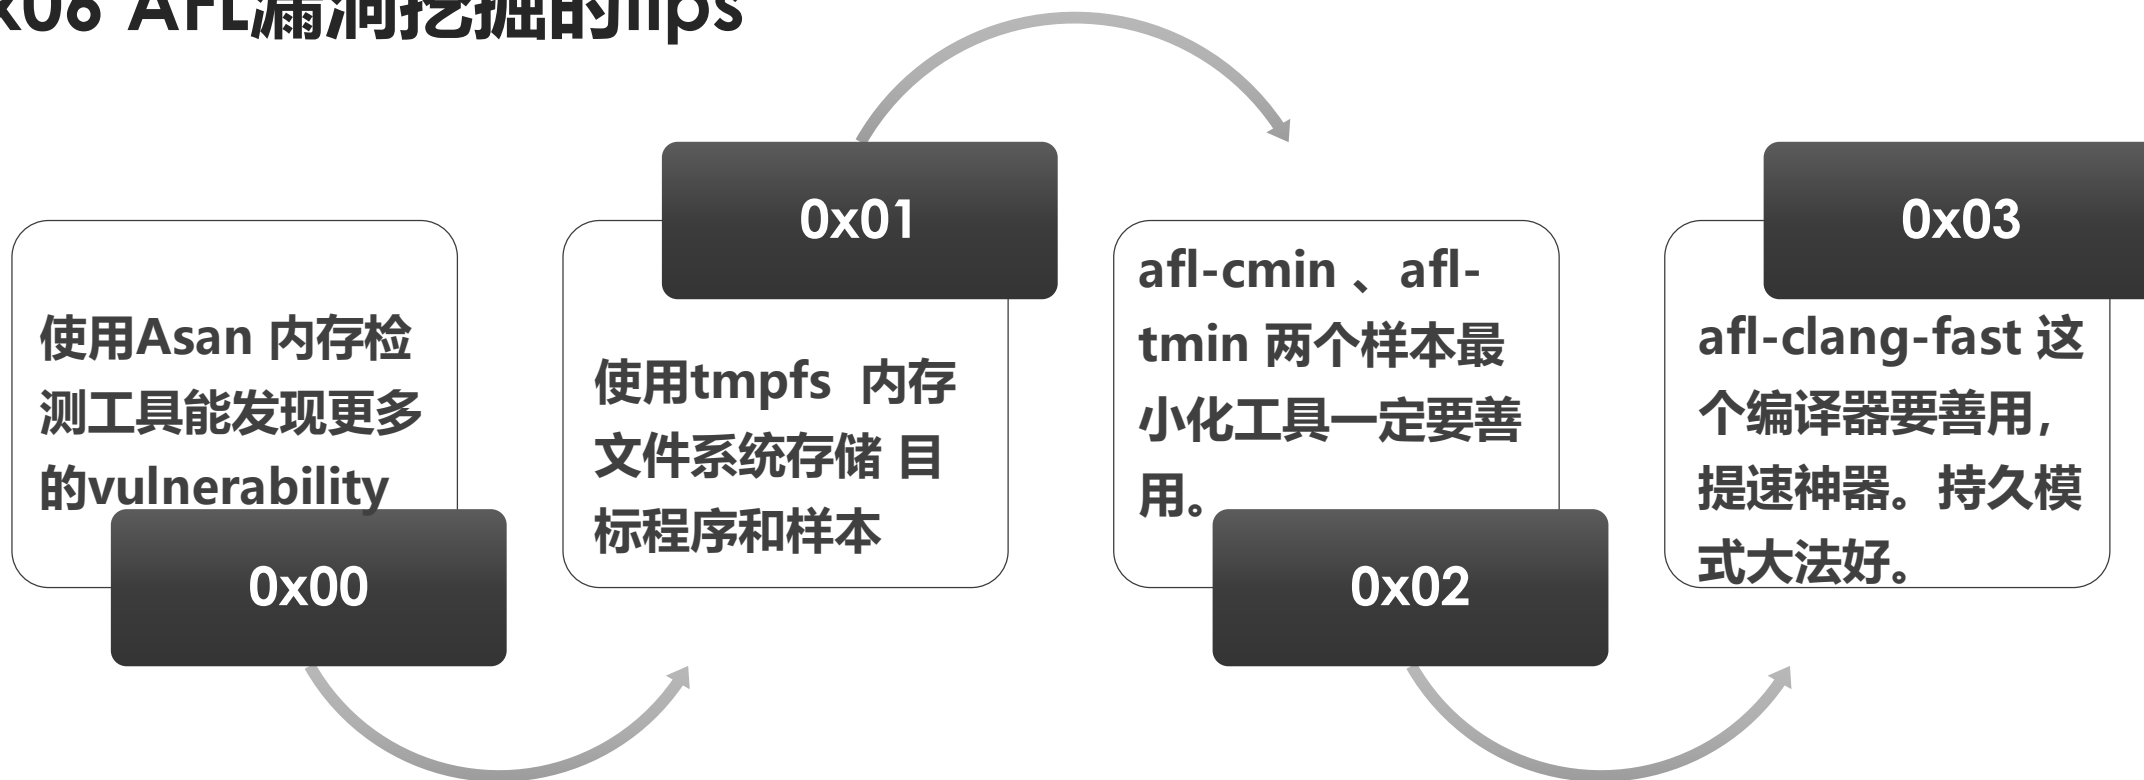 x06 AFL漏洞挖掘的Tips
使用Asan 内存检
测工具能发现更多
的vulnerability
0x00
0x01
使用tmpfs 内存
文件系统存储 目
标程序和样本
afl-cmin 、afl-
tmin 两个样本最
小化工具一定要善
用。
0x02
0x03
afl-clang-fast 这
个编译器要善用，
提速神器。持久模
式大法好。